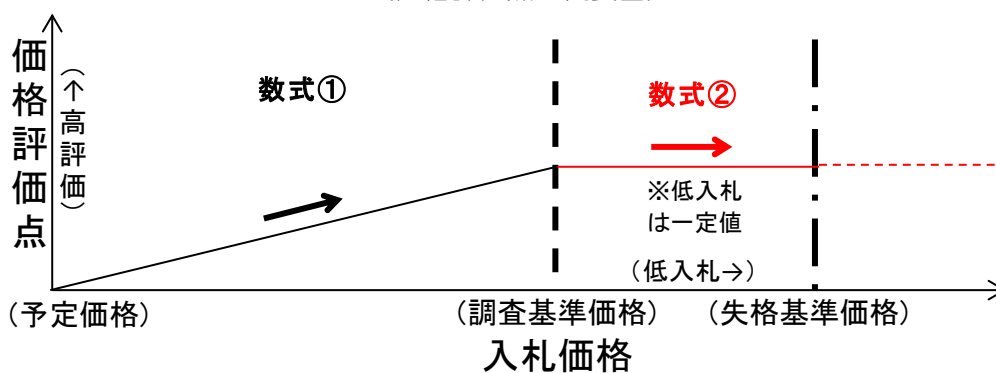 価格評価点
（↑高評価）
数式①
数式②
※低入札
は一定値
（低入札→）
（予定価格）
（調査基準価格）
（失格基準価格）
入札価格